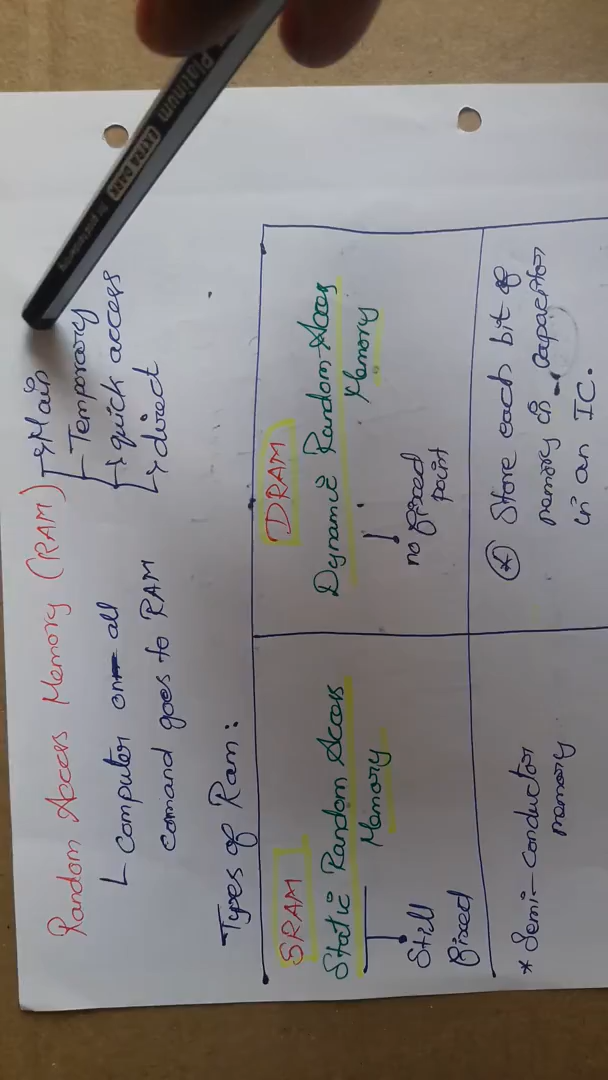 Random Access Memory (RAM)
Main
Temporary
quick access
direct
Computer on all
comand goes to RAM
Types of Ram:
SRAM
Static Random Access
Memory
Still
fixed
DRAM
Dynamic Random Access
Memory
no fixed
point
* Semi-conductor
memory
* Store each bit of
memory in capacitor
in an IC.
Platinum
EXTRA DARK